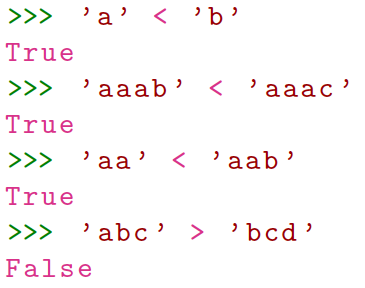 >>> ’a’ < ’b’
True
>>> ’aaab’ < ’aaac’
True
>>> ’aa’ < ’aab’
True
>>> ’abc’ > ’bcd’
False